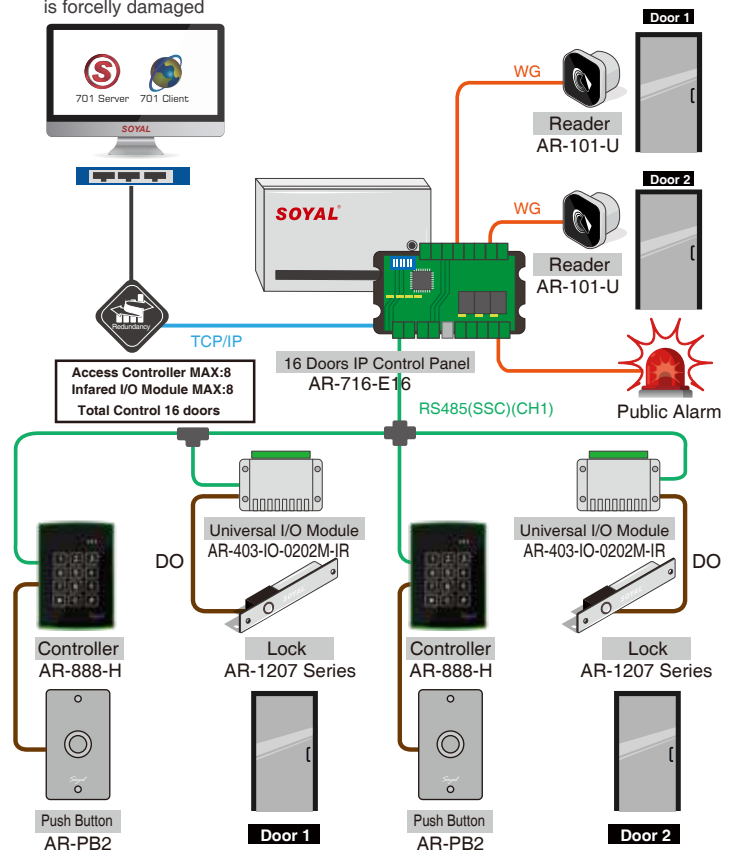 is forcelly damaged
701 Server 701 Client
SOYAL
Door 1
WG
Reader
AR-101-U
SOYAL®
Door 2
WG
Reader
AR-101-U
Redundancy
TCP/IP
16 Doors IP Control Panel
AR-716-E16
Access Controller MAX:8
Infared I/O Module MAX:8
Total Control 16 doors
Public Alarm
RS485(SSC)(CH1)
Universal I/O Module
AR-403-IO-0202M-IR
DO
SOYAL
Universal I/O Module
AR-403-IO-0202M-IR
DO
SOYAL
Controller
AR-888-H
Lock
AR-1207 Series
Controller
AR-888-H
Lock
AR-1207 Series
Soyal
Soyal
Push Button
AR-PB2
Door 1
Push Button
AR-PB2
Door 2